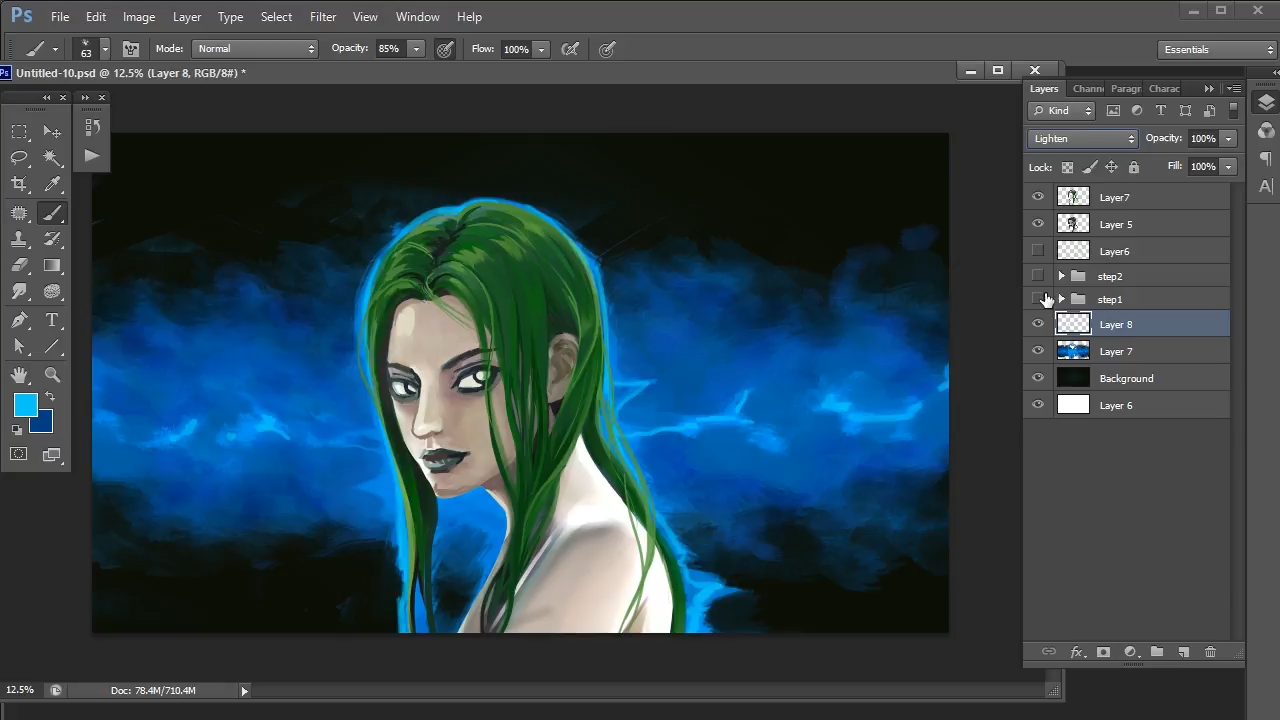 Ps File Edit Image Layer Type Select Filter View Window Help
63 Mode: Normal Opacity: 85% Flow: 100% Essentials
Ps Untitled-10.psd @ 12.5% (Layer 8, RGB/8#) *
Layers Chann Paragr Charac
Kind T
Lighten Opacity: 100%
Lock: Fill: 100%
Layer7
Layer 5
Layer6
step2
step1
Layer 8
Layer 7
Background
Layer 6
T
A
fx
12.5% Doc: 78.4M/710.4M